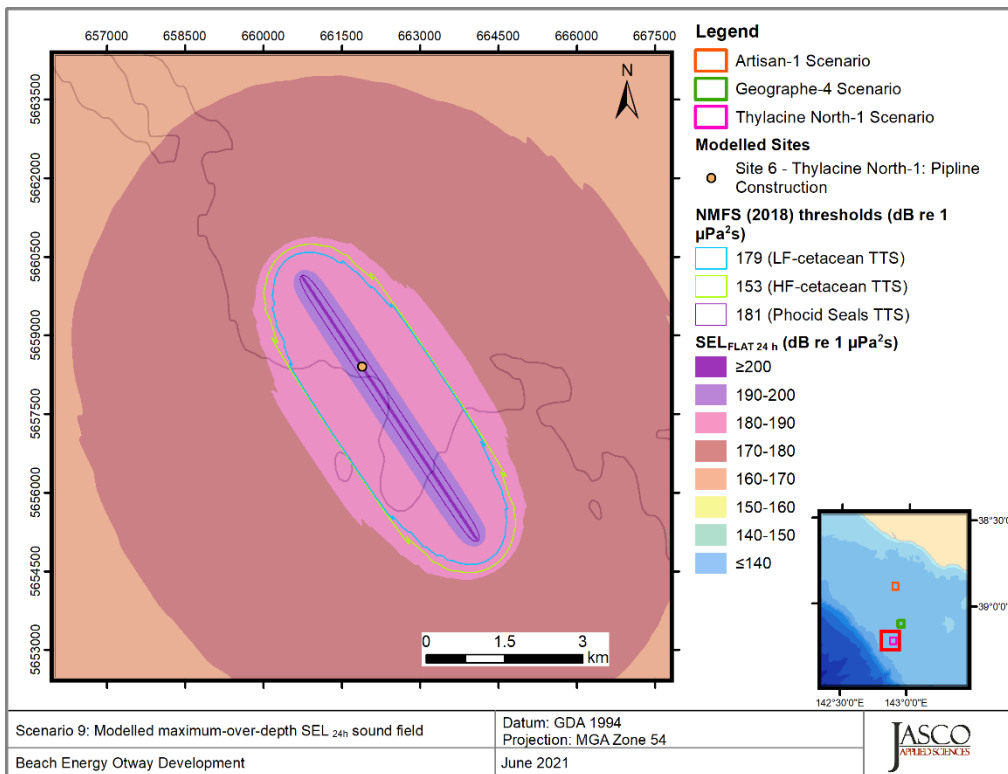 657000 658500 660000 661500 663000 664500 666000 667500
5663500
5662000
5660500
5659000
5657500
5656000
5654500
5653000
N
0 1.5 3
km
Legend
Artisan-1 Scenario
Geographe-4 Scenario
Thylacine North-1 Scenario
Modelled Sites
Site 6 - Thylacine North-1: Pipline
Construction
NMFS (2018) thresholds (dB re 1
µPa²s)
179 (LF-cetacean TTS)
153 (HF-cetacean TTS)
181 (Phocid Seals TTS)
SEL FLAT 24 h (dB re 1 µPa²s)
≥200
190-200
180-190
170-180
160-170
150-160
140-150
≤140
38°30'
39°0'0
142°30'0"E 143°0'0"E
Scenario 9: Modelled maximum-over-depth SEL 24h sound field
Beach Energy Otway Development
Datum: GDA 1994
Projection: MGA Zone 54
June 2021
JASCO
APPLIED SCIENCES